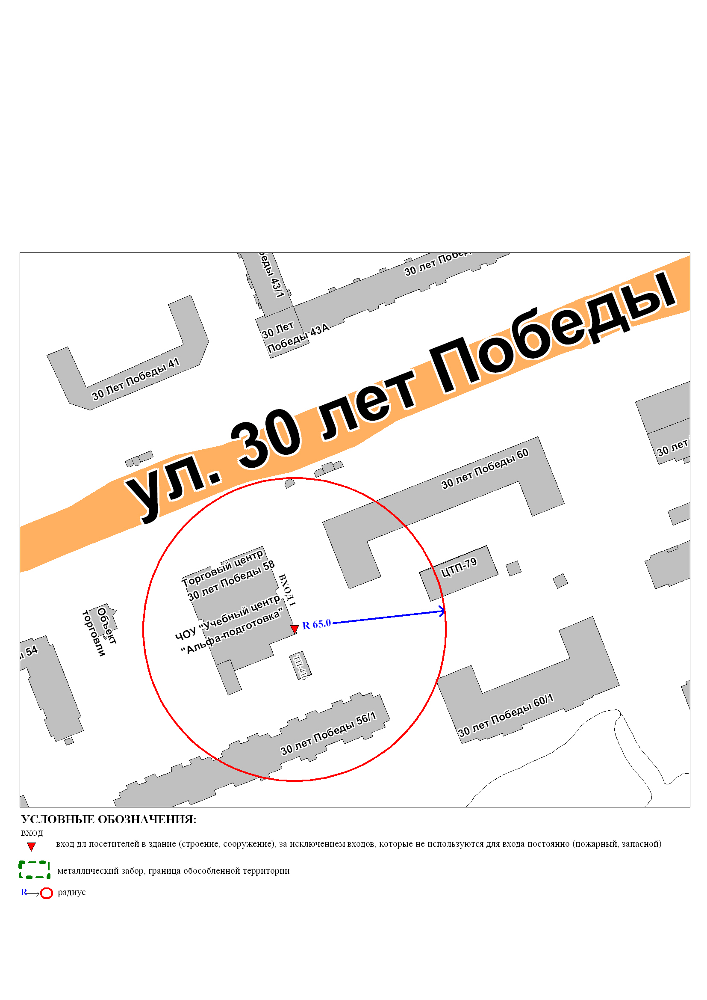 еды 43/1
30 лет Побед
30 Лет
Победы 43А
30 Лет Победы 41
ул. 30 лет Победы
30 лет
30 лет Победы 60
ЦТП-79
Торговый центр
30 лет Победы 58
ВХОД 1
ЧОУ "Учебный центр
"Альфа-подготовка"
R 65.0
Объект
торговли
54
ТП-416
30 лет Победы 56/1
30 лет Победы 60/1
УСЛОВНЫЕ ОБОЗНАЧЕНИЯ:
ВХОД
вход дл посетителей в здание (строение, сооружение), за исключением входов, которые не используются для входа постоянно (пожарный, запасной)
металлический забор, граница обособленной территории
R
радиус